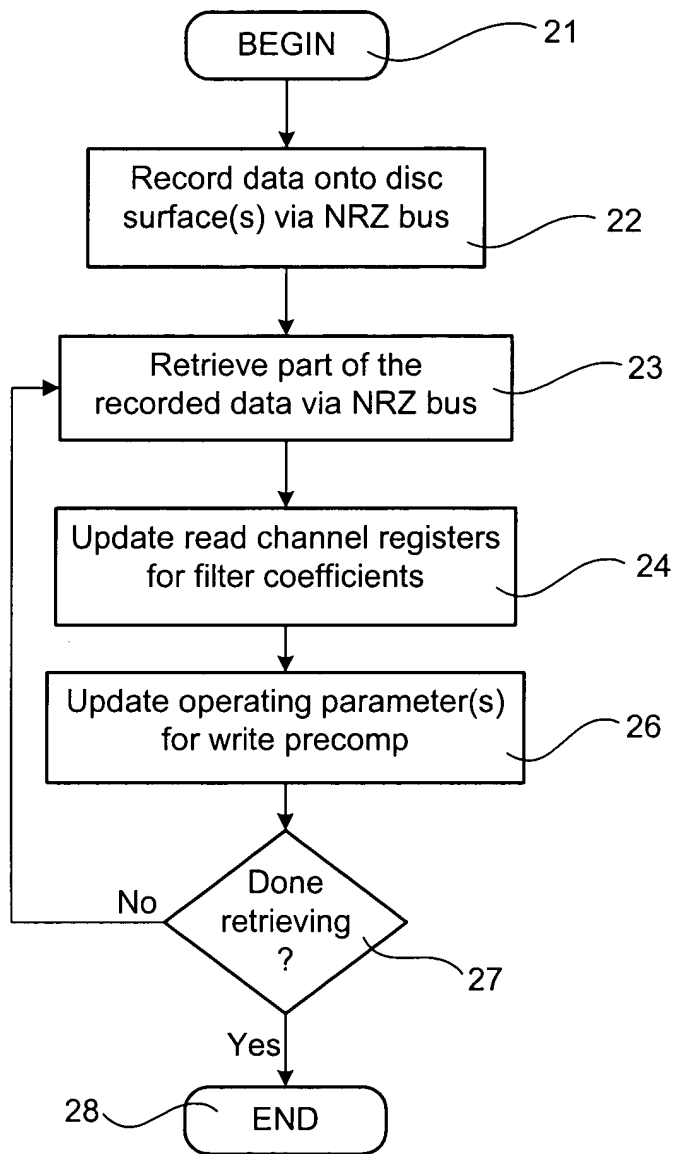 BEGIN
21
Record data onto disc
surface(s) via NRZ bus
22
Retrieve part of the
recorded data via NRZ bus
23
Update read channel registers
for filter coefficients
24
Update operating parameter(s)
for write precomp
26
No
Done
retrieving
?
27
Yes
28
END